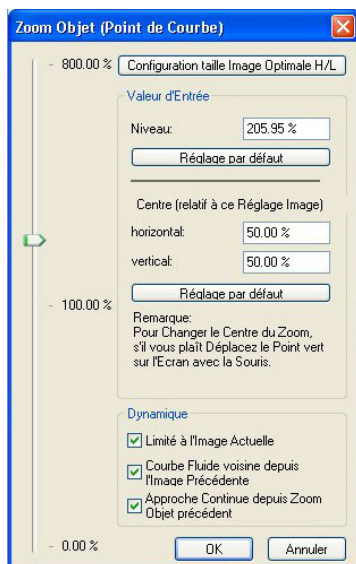 Zoom Objet (Point de Courbe)
800.00 %
Configuration taille Image Optimale H/L
Valeur d'Entrée
Niveau:
205.95 %
Réglage par défaut
Centre (relatif à ce Réglage Image)
horizontal:
50.00 %
vertical:
50.00 %
100.00 %
Réglage par défaut
Remarque:
Pour Changer le Centre du Zoom,
s'il vous plaît Déplacez le Point vert
sur l'Ecran avec la Souris.
Dynamique
Limité à l'Image Actuelle
Courbe Fluide voisine depuis
l'Image Précédente
Approche Continue depuis Zoom
Objet précédent
0.00 %
OK
Annuler